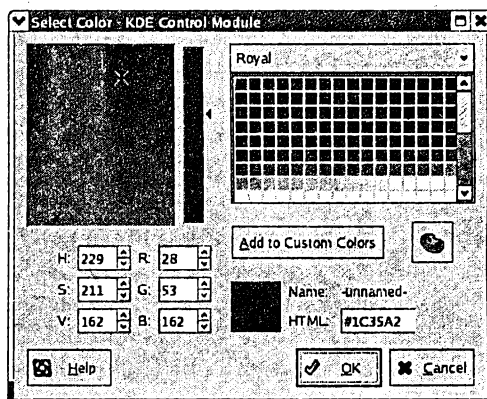 Select Color - KDE Control Module
Royal
Add to Custom Colors
H: 229 R: 28
S: 211 G: 53
V: 162 B: 162
Name: -unnamed-
HTML: #1C35A2
Help
OK
Cancel